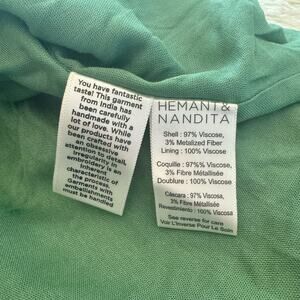 You have fantastic
taste! This garment
from India has
been carefully
handmade with a
lot of love. While
our products have
been crafted with
an obsessive
attention to detail,
irregularity in
embroidery is an
inherent
characteristic of
the process.
Garments with
embellishments
must be handled
HEMANT &
NANDITA
Shell : 97% Viscose,
3% Metalized Fiber
Lining : 100% Viscose
Coquille : 97%% Viscose,
3% Fibre Métallisée
Doublure : 100% Viscose
Cáscara : 97% Viscosa,
3% Fibre Métallisée
Revestimiento : 100% Viscosa
See reverse for care
Voir L'inverse Pour Le Soin